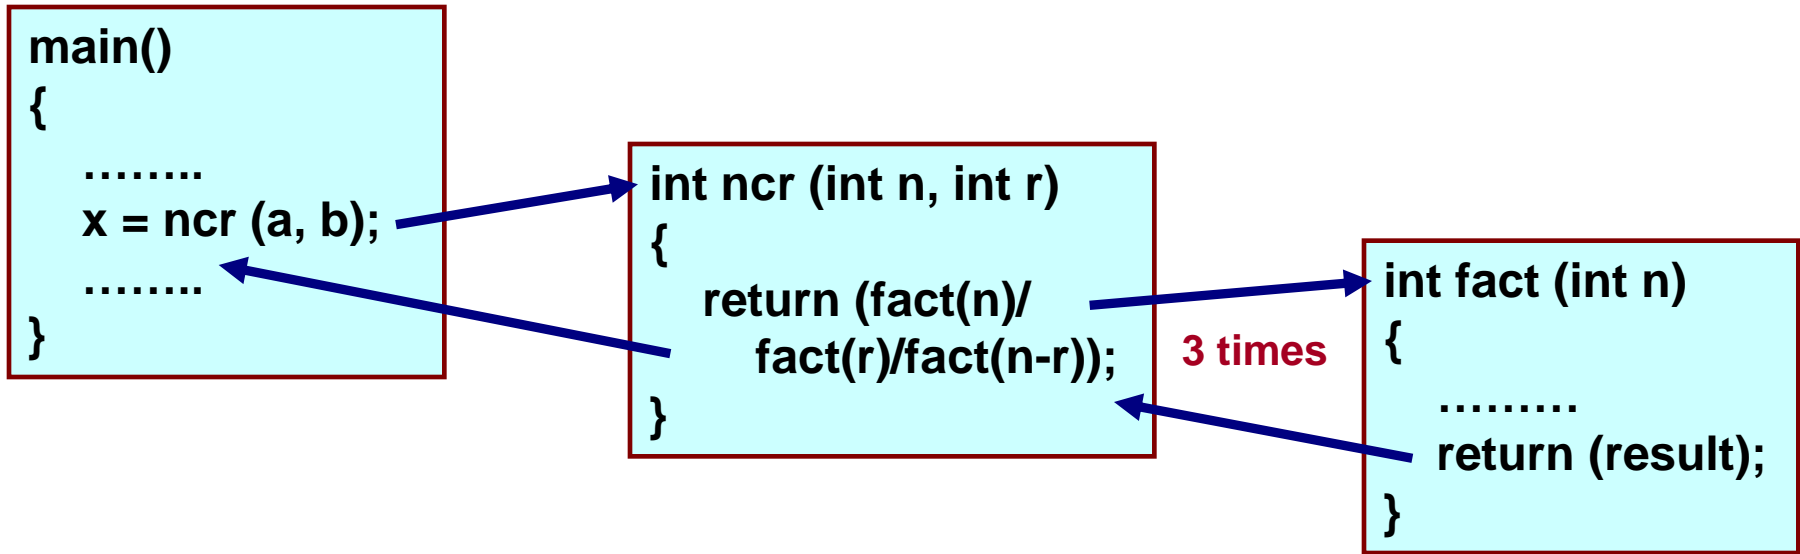 main()
{
……..
x = ncr (a, b);
……..
}
int ncr (int n, int r)
{
return (fact(n)/
fact(r)/fact(n-r));
}
3 times
int fact (int n)
{
………
return (result);
}